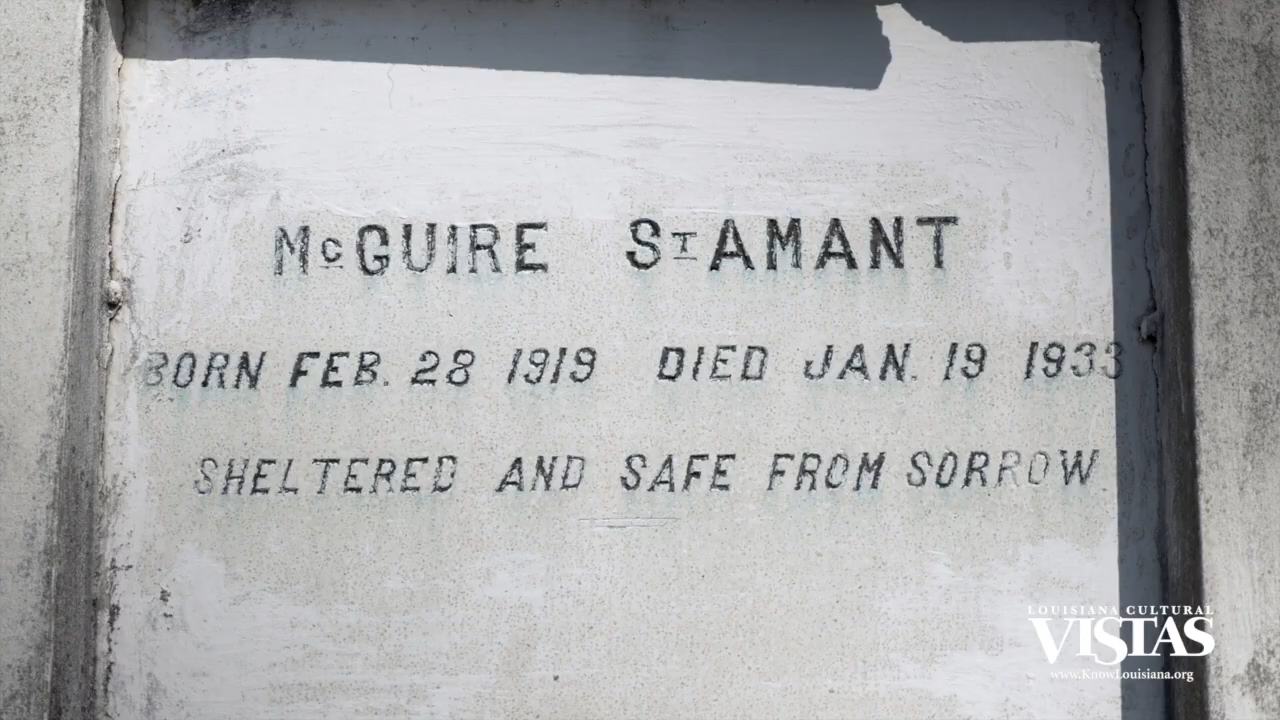 McGUIRE ST AMANT
BORN FEB. 28 1919 DIED JAN. 19 1933
SHELTERED AND SAFE FROM SORROW
LOUISIANA CULTURAL
VISTAS
www.KnowLouisiana.org